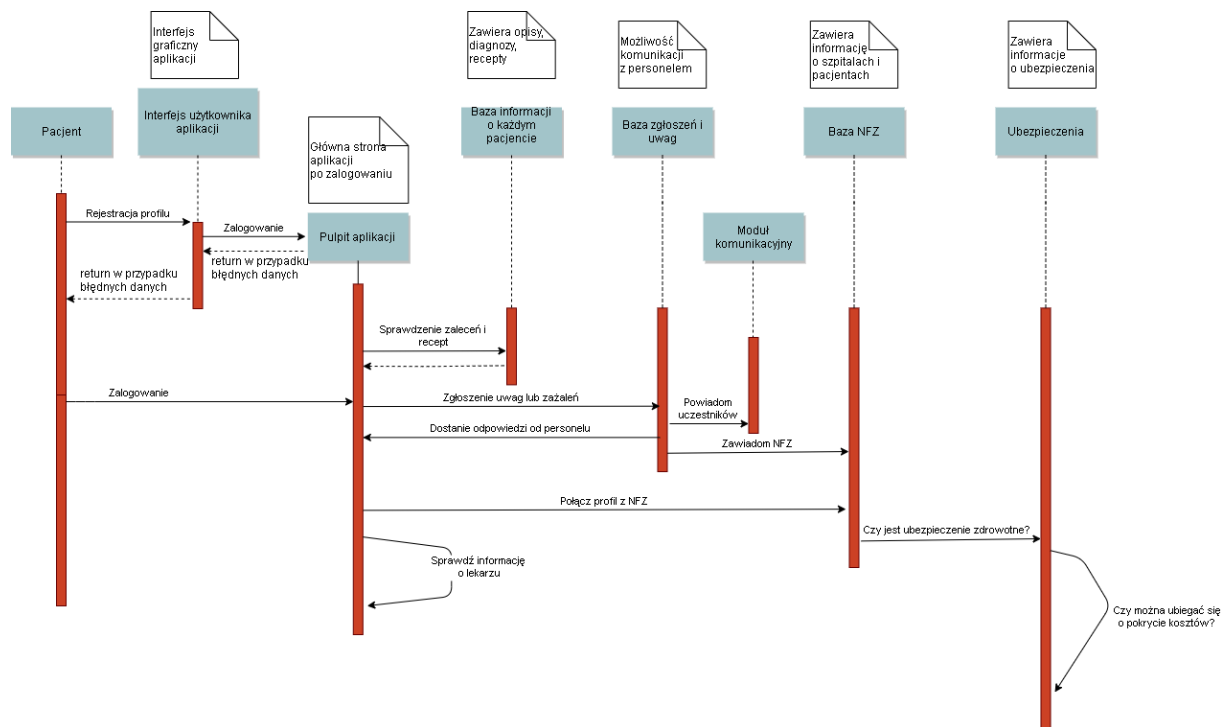 Interfejs
graficzny
aplikacji
Zawiera opisy,
diagnozy,
recepty
Możliwość
komunikacji
z personelem
Zawiera
informację
o szpitalach i
pacjentach
Zawiera
informacje
o ubezpieczenia
Pacjent
Interfejs użytkownika
aplikacji
Główna strona
aplikacji
po zalogowaniu
Baza informacji
o każdym
pacjencie
Baza zgłoszeń i
uwag
Baza NFZ
Ubezpieczenia
Rejestracja profilu
Zalogowanie
Pulpit aplikacji
Moduł
komunikacyjny
return w przypadku
błędnych danych
return w przypadku
błędnych danych
Sprawdzenie zaleceń i
recept
Zalogowanie
Zgłoszenie uwag lub zażaleń
Powiadom
uczestników
Dostanie odpowiedzi od personelu
Zawiadom NFZ
Połącz profil z NFZ
Czy jest ubezpieczenie zdrowotne?
Sprawdź informację
o lekarzu
Czy można ubiegać się
o pokrycie kosztów?